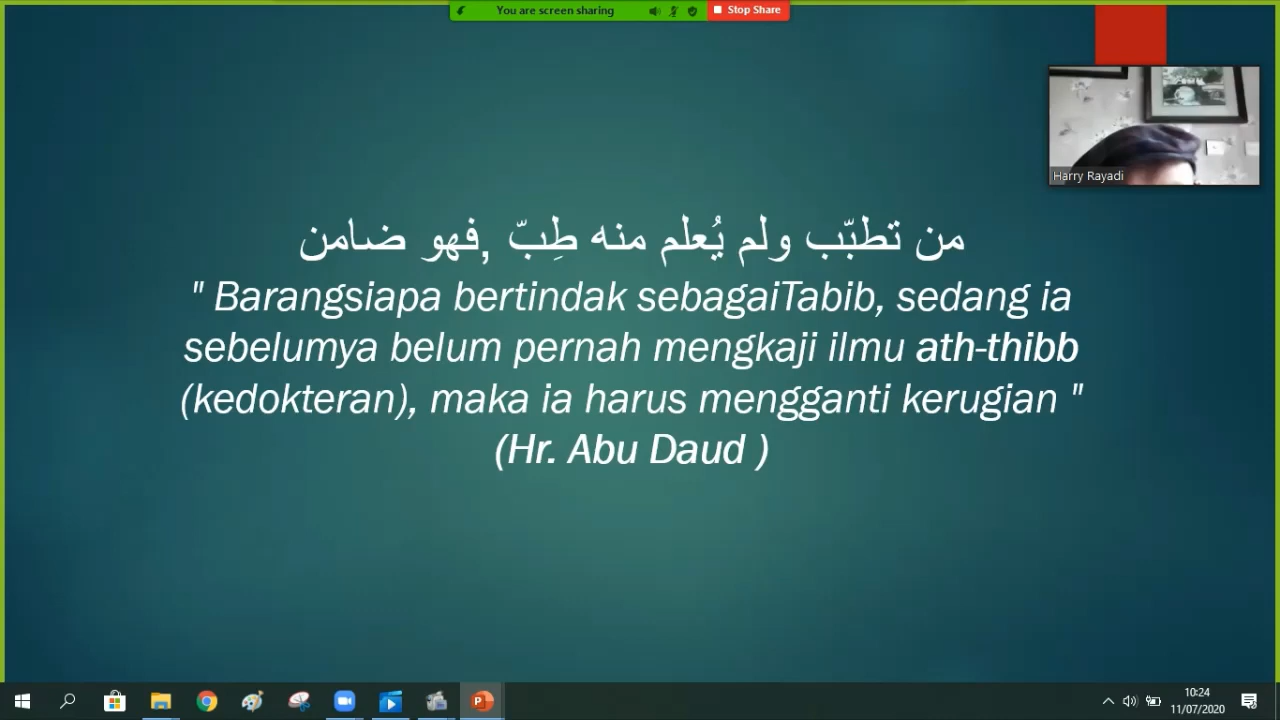 You are screen sharing
Stop Share
Harry Rayadi
من تطبّب ولم يُعلم منه طِبّ ,فهو ضامن
" Barangsiapa bertindak sebagaiTabib, sedang ia
sebelumya belum pernah mengkaji ilmu ath-thibb
(kedokteran), maka ia harus mengganti kerugian "
(Hr. Abu Daud )
10:24
11/07/2020